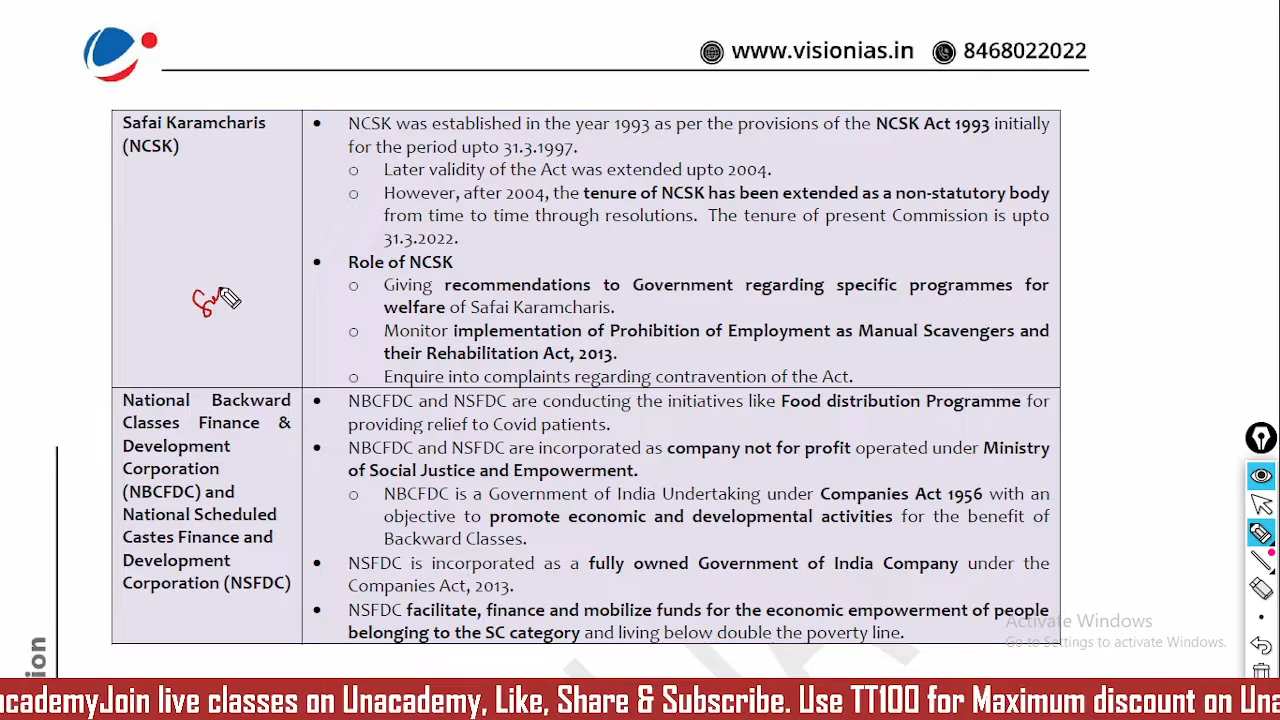 www.visionias.in 8468022022
Safai Karamcharis
(NCSK)
• NCSK was established in the year 1993 as per the provisions of the NCSK Act 1993 initially
for the period upto 31.3.1997.
o Later validity of the Act was extended upto 2004.
o However, after 2004, the tenure of NCSK has been extended as a non-statutory body
from time to time through resolutions. The tenure of present Commission is upto
31.3.2022.
• Role of NCSK
o Giving recommendations to Government regarding specific programmes for
welfare of Safai Karamcharis.
o Monitor implementation of Prohibition of Employment as Manual Scavengers and
their Rehabilitation Act, 2013.
o Enquire into complaints regarding contravention of the Act.
National Backward
Classes Finance &
Development
Corporation
(NBCFDC) and
National Scheduled
Castes Finance and
Development
Corporation (NSFDC)
• NBCFDC and NSFDC are conducting the initiatives like Food distribution Programme for
providing relief to Covid patients.
• NBCFDC and NSFDC are incorporated as company not for profit operated under Ministry
of Social Justice and Empowerment.
o NBCFDC is a Government of India Undertaking under Companies Act 1956 with an
objective to promote economic and developmental activities for the benefit of
Backward Classes.
• NSFDC is incorporated as a fully owned Government of India Company under the
Companies Act, 2013.
• NSFDC facilitate, finance and mobilize funds for the economic empowerment of people
belonging to the SC category and living below double the poverty line.
Activate Windows
Go to Settings to activate Windows.
ion
cademyJoin live classes on Unacademy, Like, Share & Subscribe. Use TT100 for Maximum discount on Una